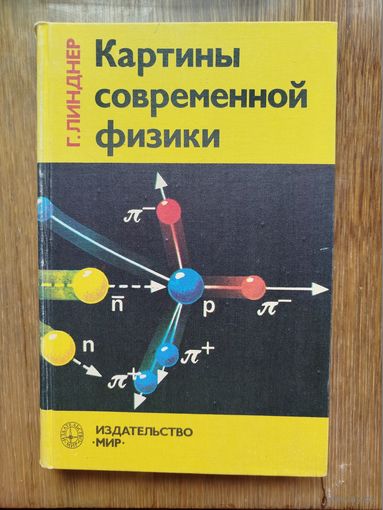 Г. ЛИНДНЕР
Картины
современной
физики
π⁻
n̅
p
π⁻
n
π⁺
π⁺
ИЗДАТЕЛЬСТВО
·МИР·